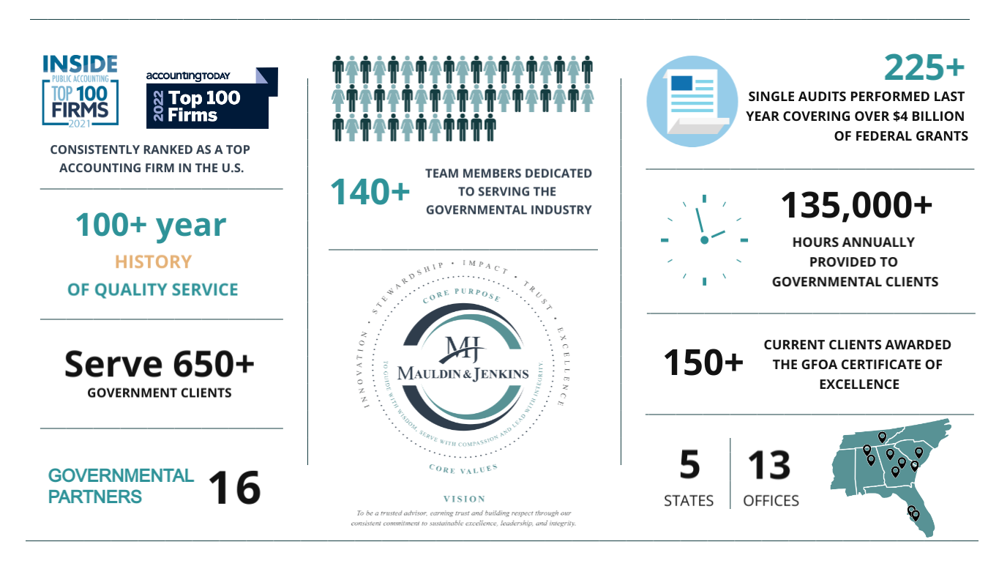 INSIDE
PUBLIC ACCOUNTING
TOP 100
FIRMS
2021
accountingTODAY
2022
Top 100
Firms
CONSISTENTLY RANKED AS A TOP
ACCOUNTING FIRM IN THE U.S.
100+ year
HISTORY
OF QUALITY SERVICE
Serve 650+
GOVERNMENT CLIENTS
GOVERNMENTAL
PARTNERS
16
140+
TEAM MEMBERS DEDICATED
TO SERVING THE
GOVERNMENTAL INDUSTRY
INNOVATION • STEWARDSHIP • IMPACT • TRUST • EXCELLENCE
CORE PURPOSE
MJ
MAULDIN & JENKINS
TO GUIDE WITH WISDOM, SERVE WITH COMPASSION AND LEAD WITH INTEGRITY.
CORE VALUES
VISION
To be a trusted advisor, earning trust and building respect through our
consistent commitment to sustainable excellence, leadership, and integrity.
225+
SINGLE AUDITS PERFORMED LAST
YEAR COVERING OVER $4 BILLION
OF FEDERAL GRANTS
135,000+
HOURS ANNUALLY
PROVIDED TO
GOVERNMENTAL CLIENTS
150+
CURRENT CLIENTS AWARDED
THE GFOA CERTIFICATE OF
EXCELLENCE
5
STATES
13
OFFICES